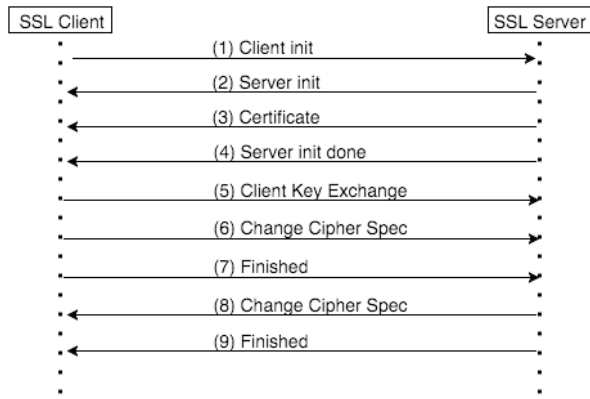 SSL Client
SSL Server
(1) Client init
(2) Server init
(3) Certificate
(4) Server init done
(5) Client Key Exchange
(6) Change Cipher Spec
(7) Finished
(8) Change Cipher Spec
(9) Finished